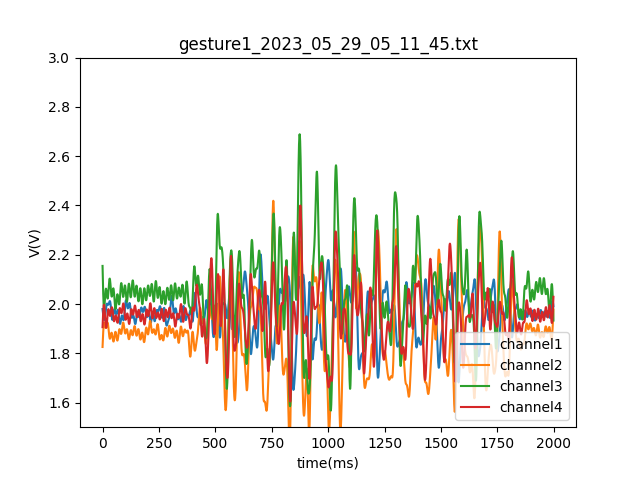 gesture1_2023_05_29_05_11_45.txt
V(V)
3.0
2.8
2.6
2.4
2.2
2.0
1.8
1.6
channel1
channel2
channel3
channel4
0 250 500 750 1000 1250 1500 1750 2000
time(ms)